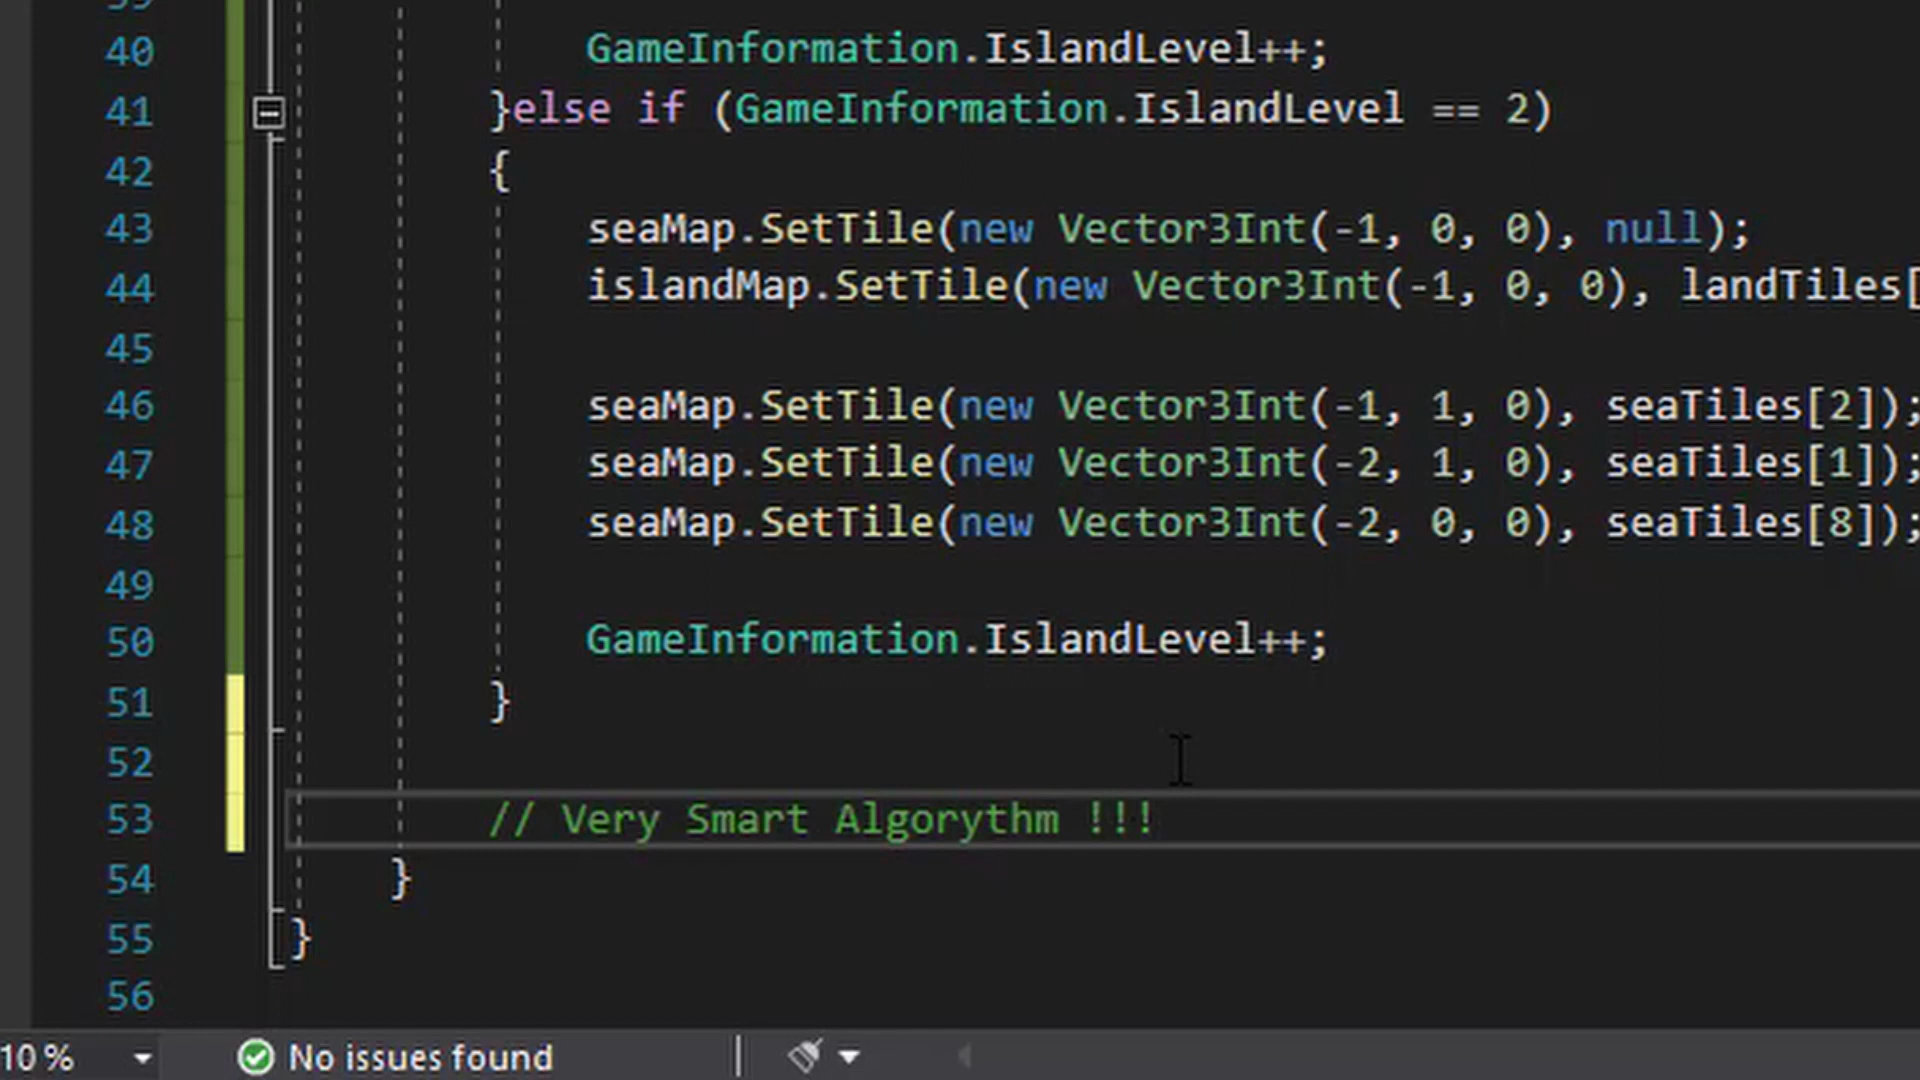 40 GameInformation.IslandLevel++;
41 }else if (GameInformation.IslandLevel == 2)
42 {
43 seaMap.SetTile(new Vector3Int(-1, 0, 0), null);
44 islandMap.SetTile(new Vector3Int(-1, 0, 0), landTiles[
45
46 seaMap.SetTile(new Vector3Int(-1, 1, 0), seaTiles[2]);
47 seaMap.SetTile(new Vector3Int(-2, 1, 0), seaTiles[1]);
48 seaMap.SetTile(new Vector3Int(-2, 0, 0), seaTiles[8]);
49
50 GameInformation.IslandLevel++;
51 }
52
53 // Very Smart Algorythm !!!
54 }
55 }
56
10 % No issues found